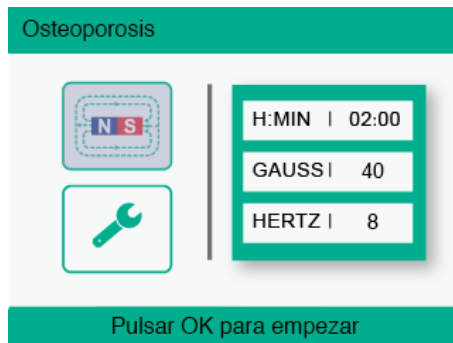 Osteoporosis
N S
H:MIN | 02:00
GAUSS | 40
HERTZ | 8
Pulsar OK para empezar